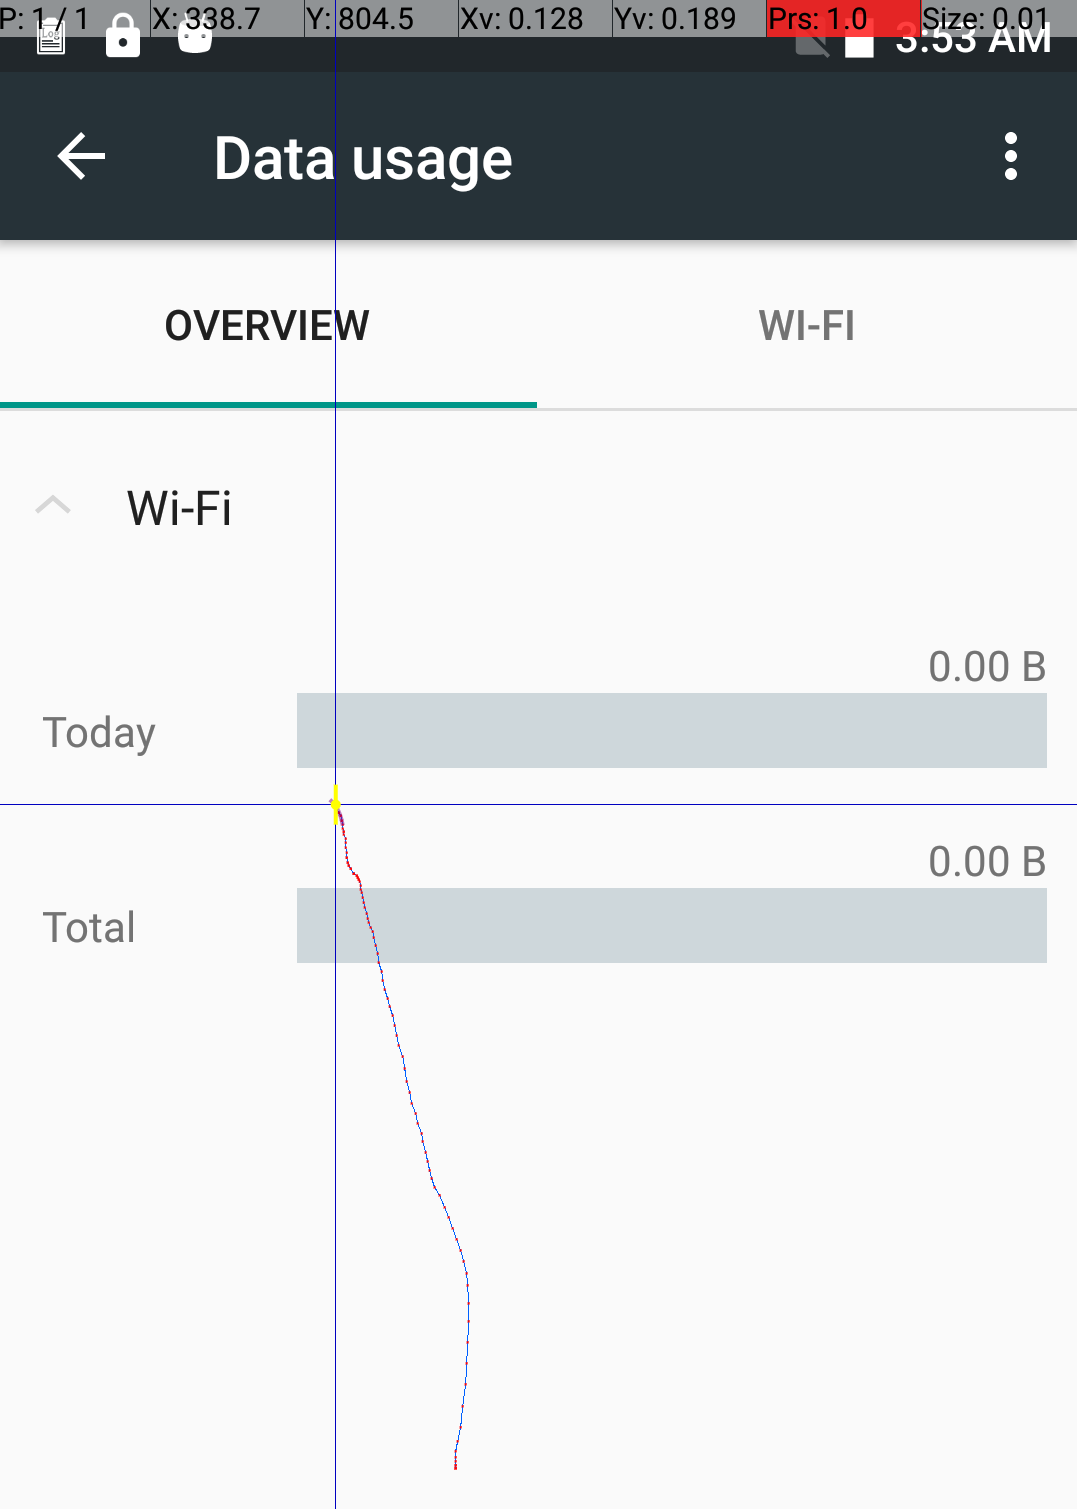 P: 1 / 1 X: 338.7 Y: 804.5 Xv: 0.128 Yv: 0.189 Prs: 1.0 Size: 0.01
Log 3:53 AM
Data usage
OVERVIEW WI-FI
Wi-Fi
0.00 B
Today
0.00 B
Total